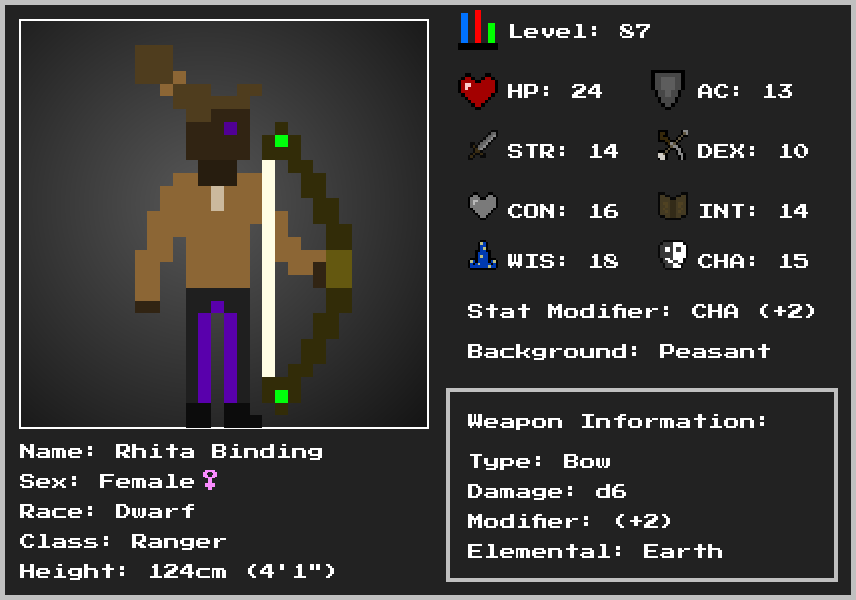 Level: 87
HP: 24
AC: 13
STR: 14
DEX: 10
CON: 16
INT: 14
WIS: 18
CHA: 15
Stat Modifier: CHA (+2)
Background: Peasant
Name: Rhita Binding
Sex: Female♀
Race: Dwarf
Class: Ranger
Height: 124cm (4'1")
Weapon Information:
Type: Bow
Damage: d6
Modifier: (+2)
Elemental: Earth